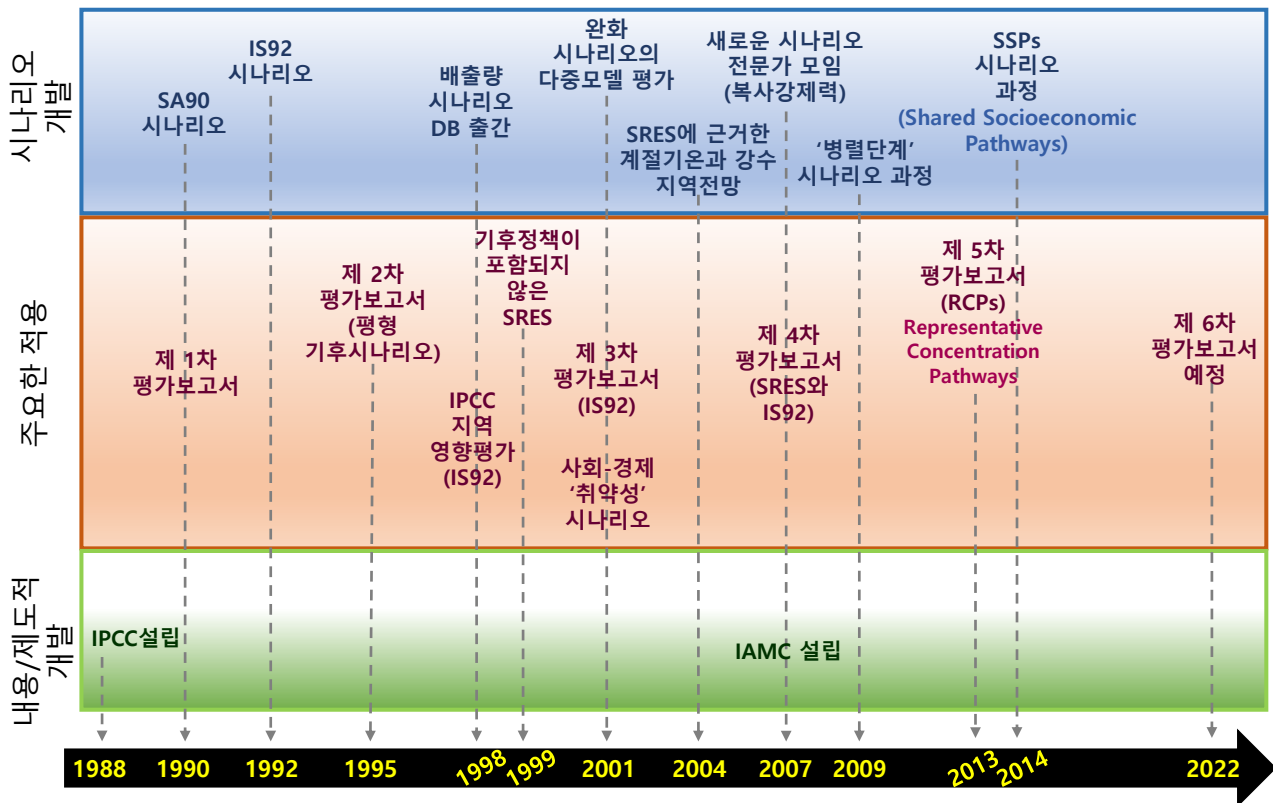 시나리오
개발
SA90
시나리오
IS92
시나리오
배출량
시나리오
DB 출간
완화
시나리오의
다중모델 평가
SRES에 근거한
계절기온과 강수
지역전망
새로운 시나리오
전문가 모임
(복사강제력)
‘병렬단계’
시나리오 과정
SSPs
시나리오
과정
(Shared Socioeconomic
Pathways)
주요한 적용
제 1차
평가보고서
제 2차
평가보고서
(평형
기후시나리오)
IPCC
지역
영향평가
(IS92)
기후정책이
포함되지
않은
SRES
제 3차
평가보고서
(IS92)
사회-경제
‘취약성’
시나리오
제 4차
평가보고서
(SRES와
IS92)
제 5차
평가보고서
(RCPs)
Representative
Concentration
Pathways
제 6차
평가보고서
예정
내용/제도적
개발
IPCC설립
IAMC 설립
1988 1990 1992 1995 1998 1999 2001 2004 2007 2009 2013 2014 2022